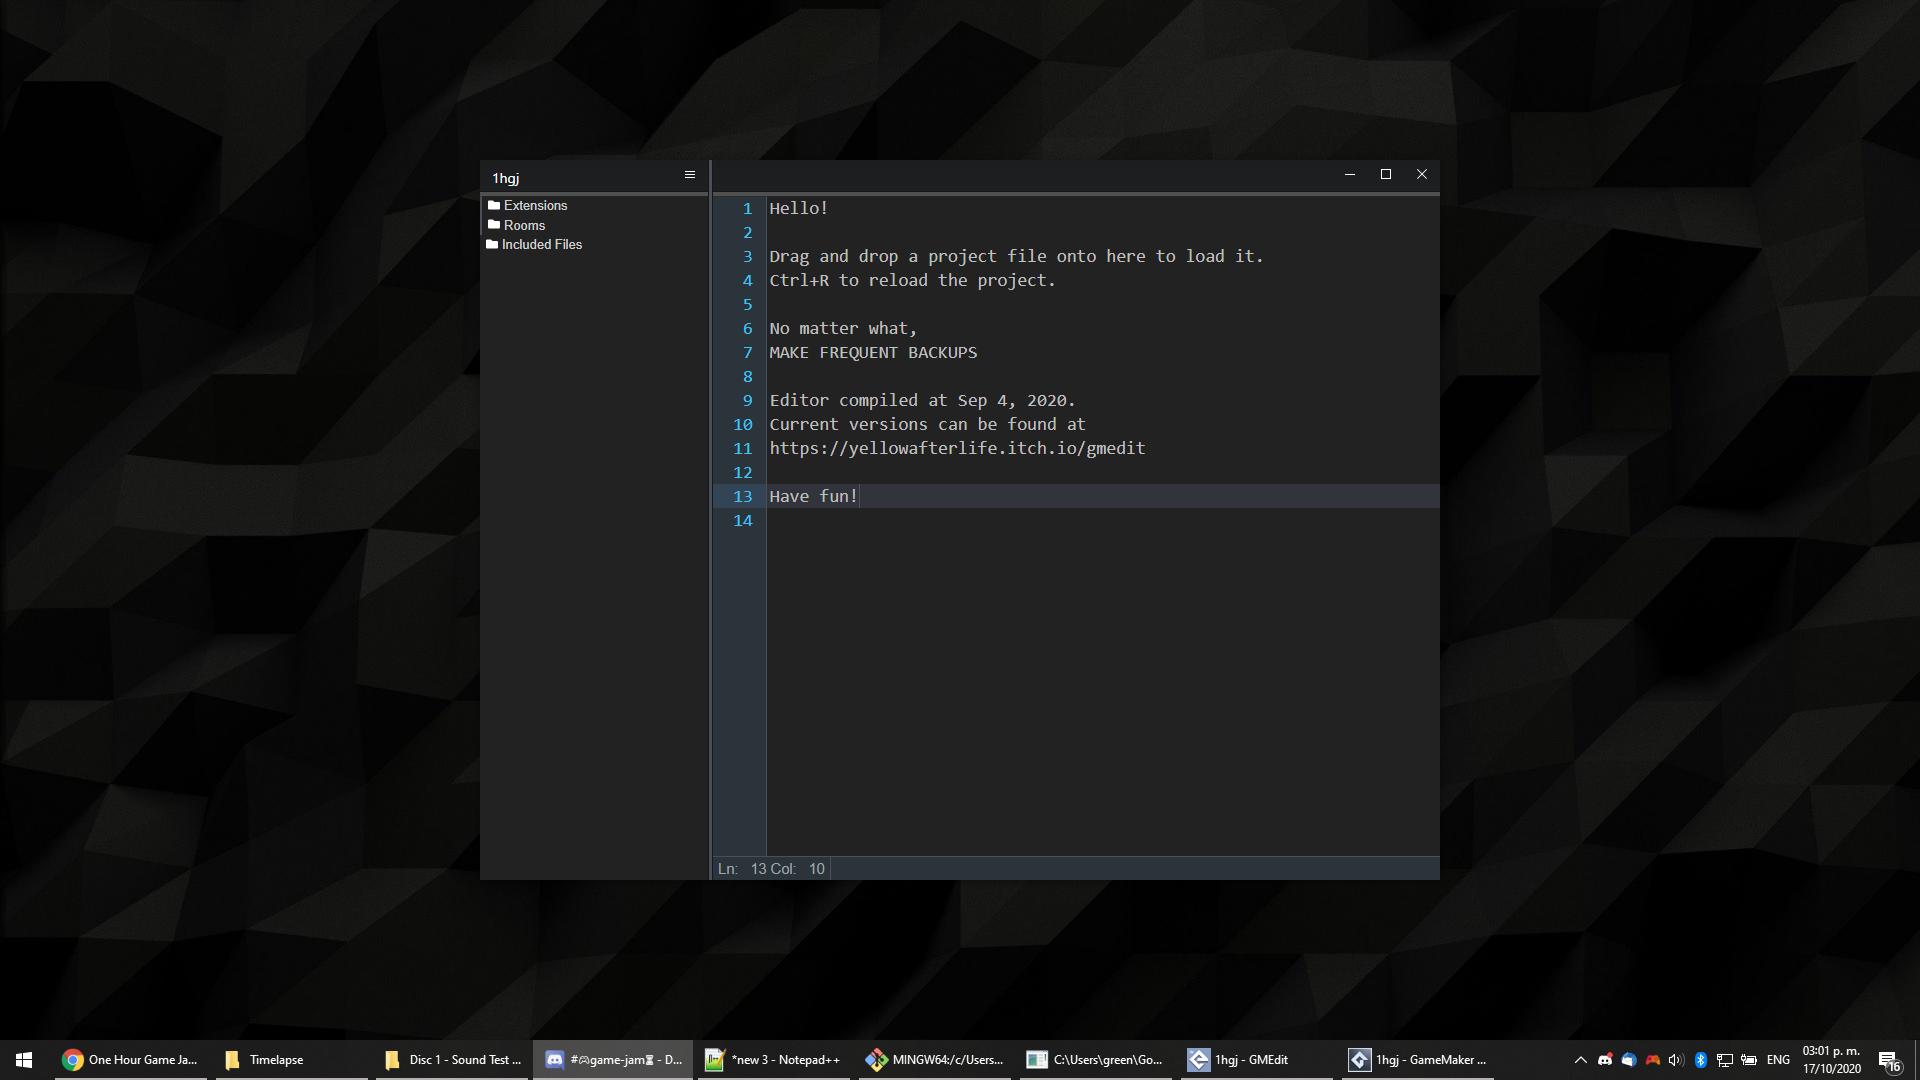 1hgj
Extensions
Rooms
Included Files
1 Hello!
2
3 Drag and drop a project file onto here to load it.
4 Ctrl+R to reload the project.
5
6 No matter what,
7 MAKE FREQUENT BACKUPS
8
9 Editor compiled at Sep 4, 2020.
10 Current versions can be found at
11 https://yellowafterlife.itch.io/gmedit
12
13 Have fun!
14
Ln: 13 Col: 10
One Hour Game Ja...
Timelapse
Disc 1 - Sound Test ...
#🎮game-jam⏳ - D...
*new 3 - Notepad++
MINGW64:/c/Users...
C:\Users\green\Go...
1hgj - GMEdit
1hgj - GameMaker ...
ENG
03:01 p. m.
17/10/2020
16